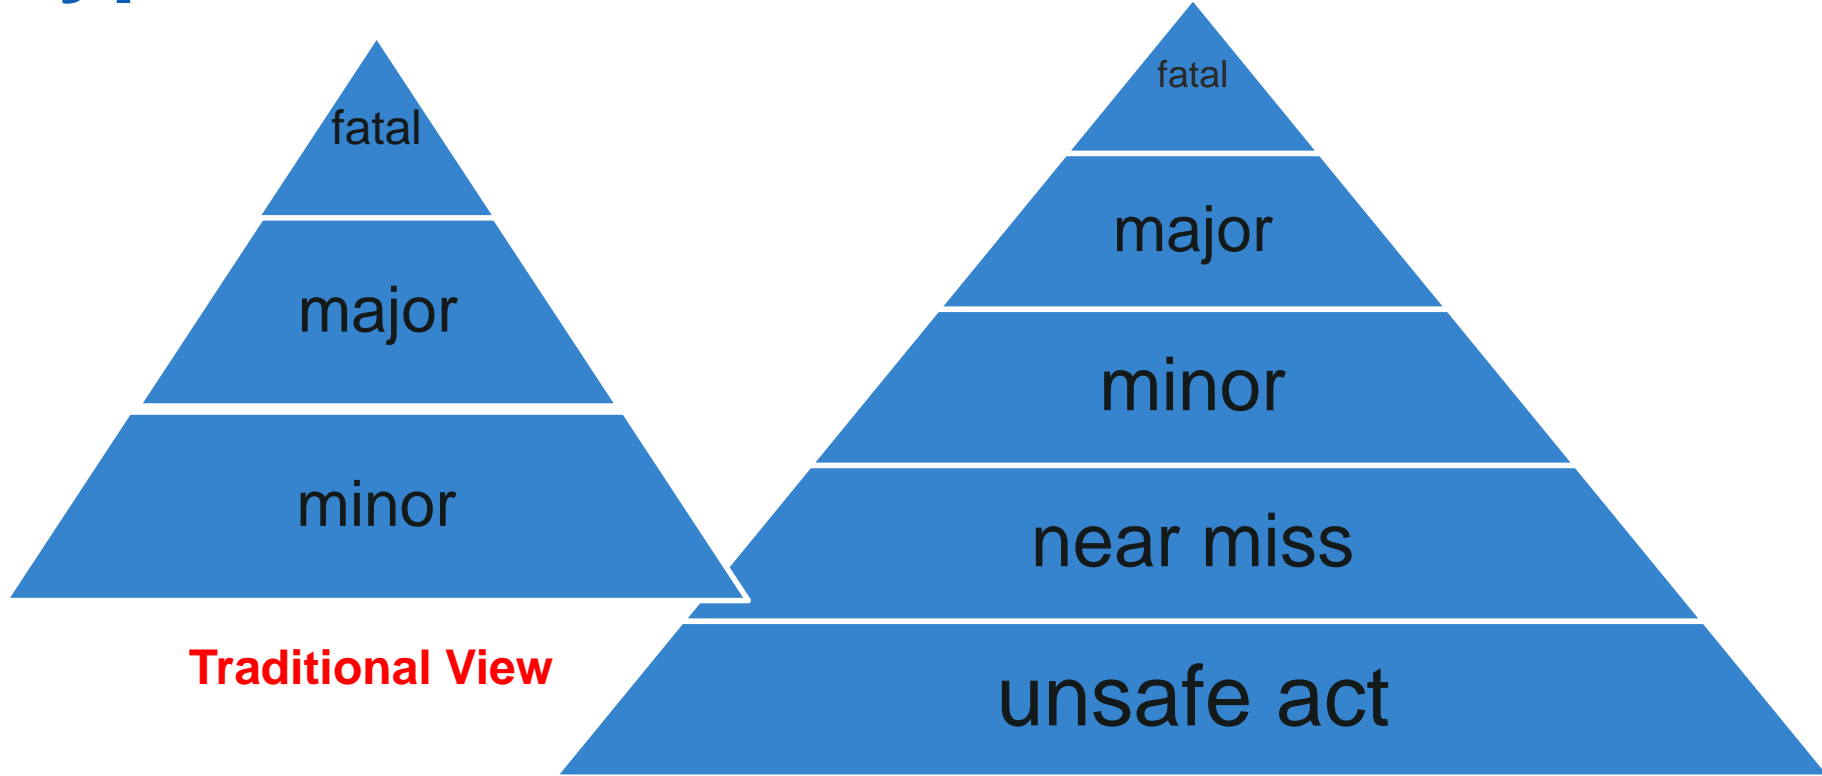 fatal
major
minor
Traditional View
fatal
major
minor
near miss
unsafe act